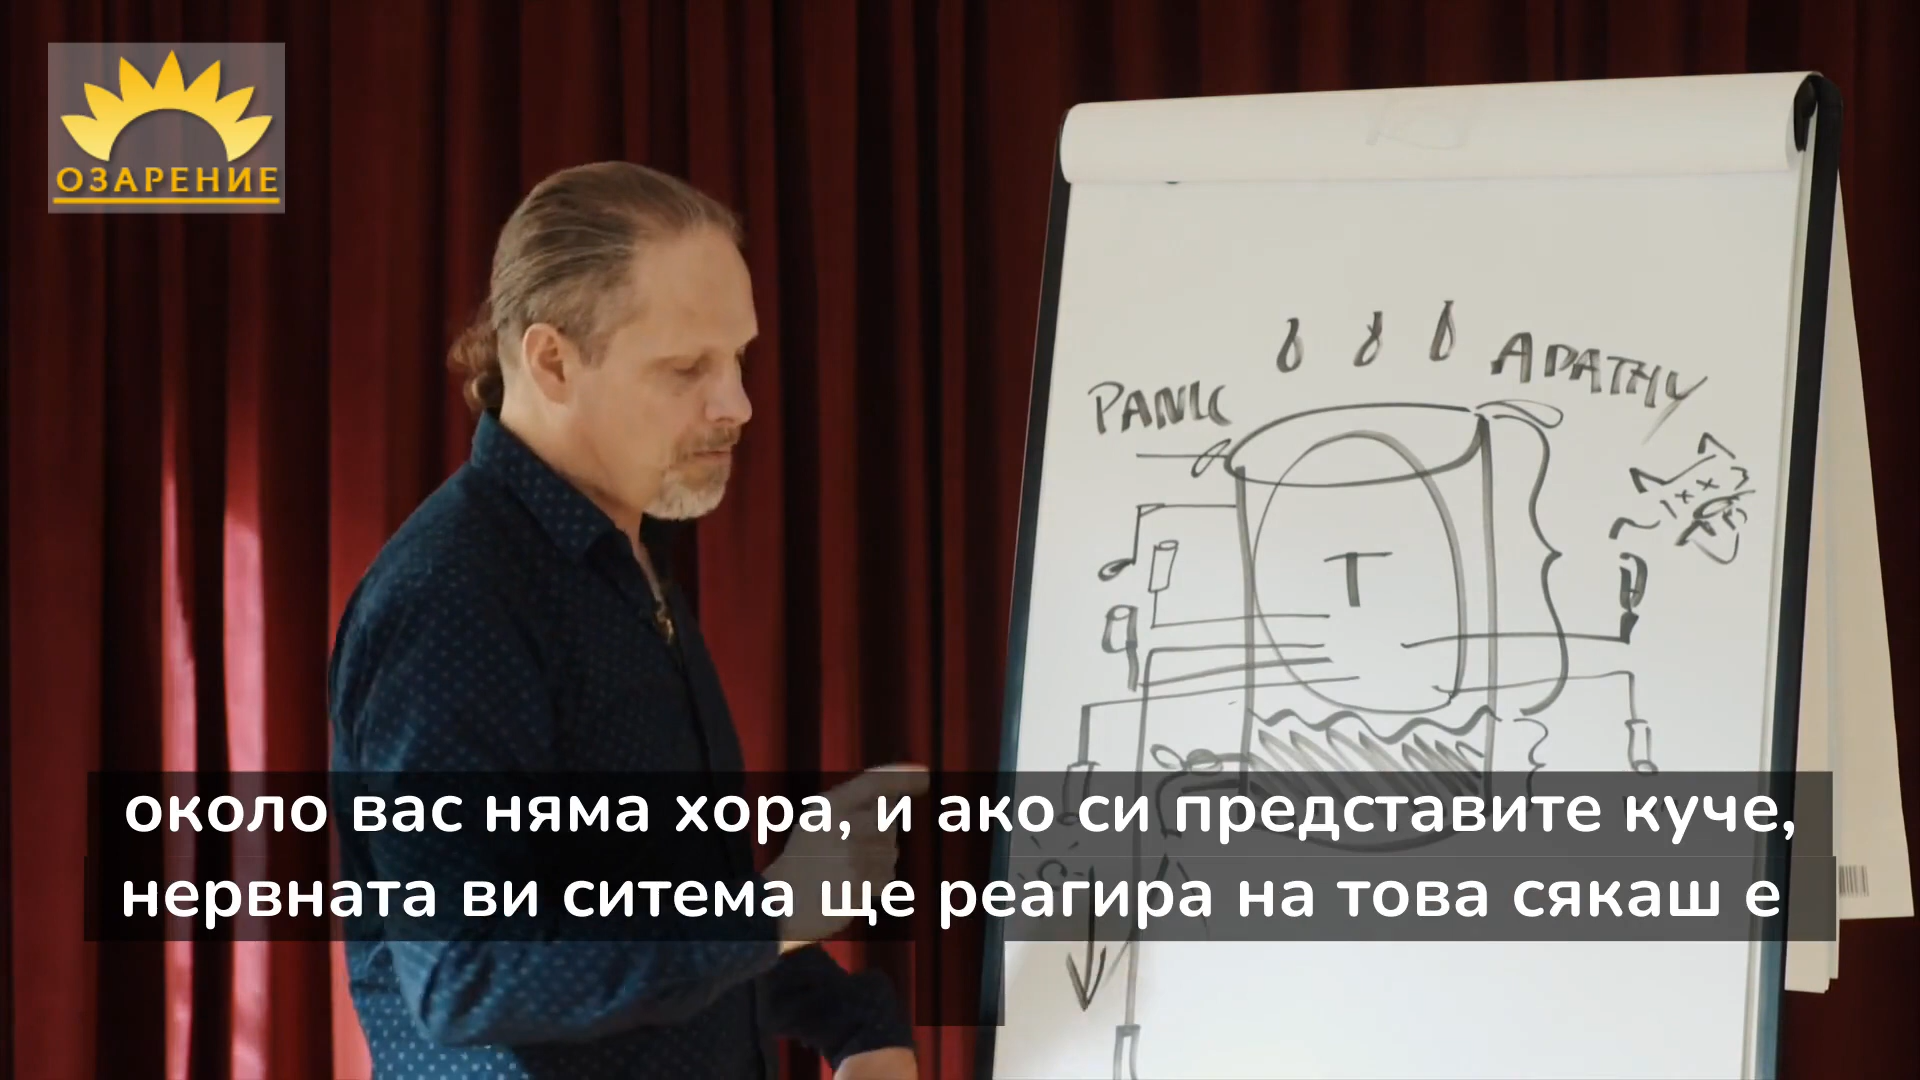 ОЗАРЕНИЕ
PANIC
APATHY
T
около вас няма хора, и ако си представите куче,
нервната ви ситема ще реагира на това сякаш е